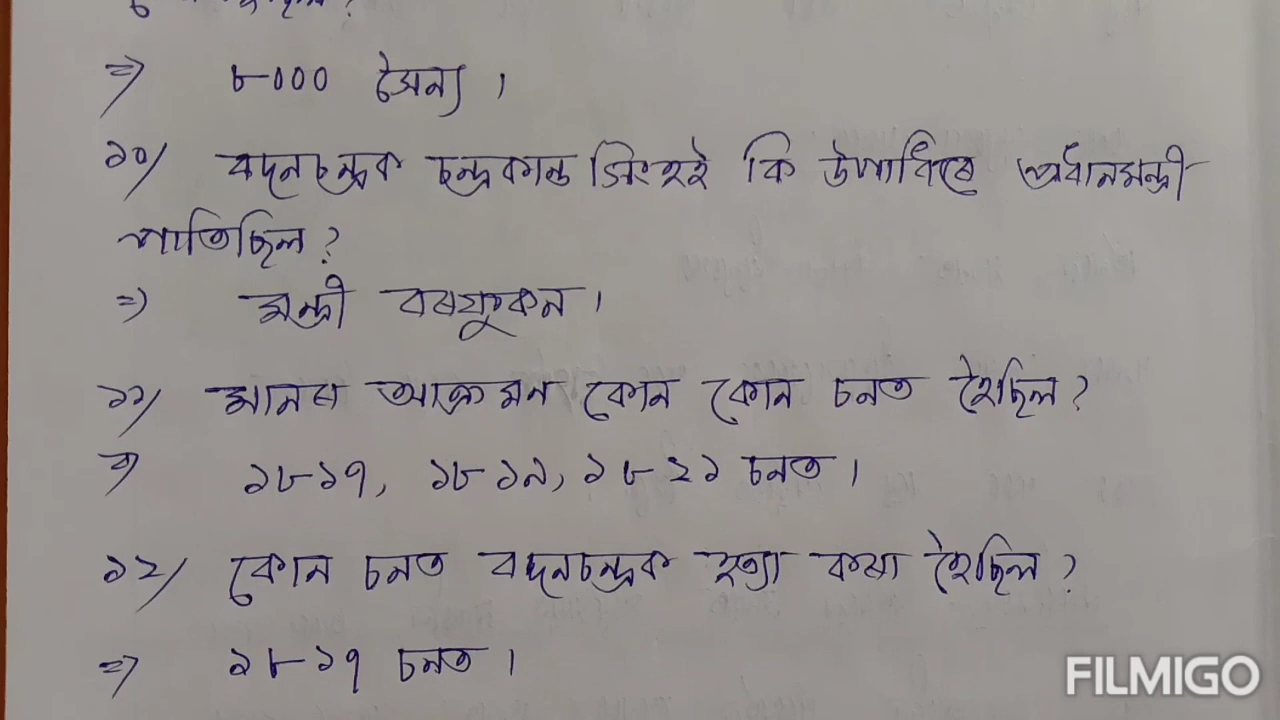 => ৮০০০ সৈন্য ।
১০/ বদনচন্দ্ৰক চন্দ্ৰকান্ত সিংহই কি উপাধিৰে প্ৰধানমন্ত্ৰী
পাতিছিল ?
=> মন্ত্ৰী বৰফুকন ।
১১/ মানৰ আক্ৰমন কোন কোন চনত হৈছিল ?
=> ১৮১৭, ১৮১৯, ১৮২১ চনত ।
১২/ কোন চনত বদনচন্দ্ৰক হত্যা কৰা হৈছিল ?
=> ১৮১৭ চনত ।
FILMIGO